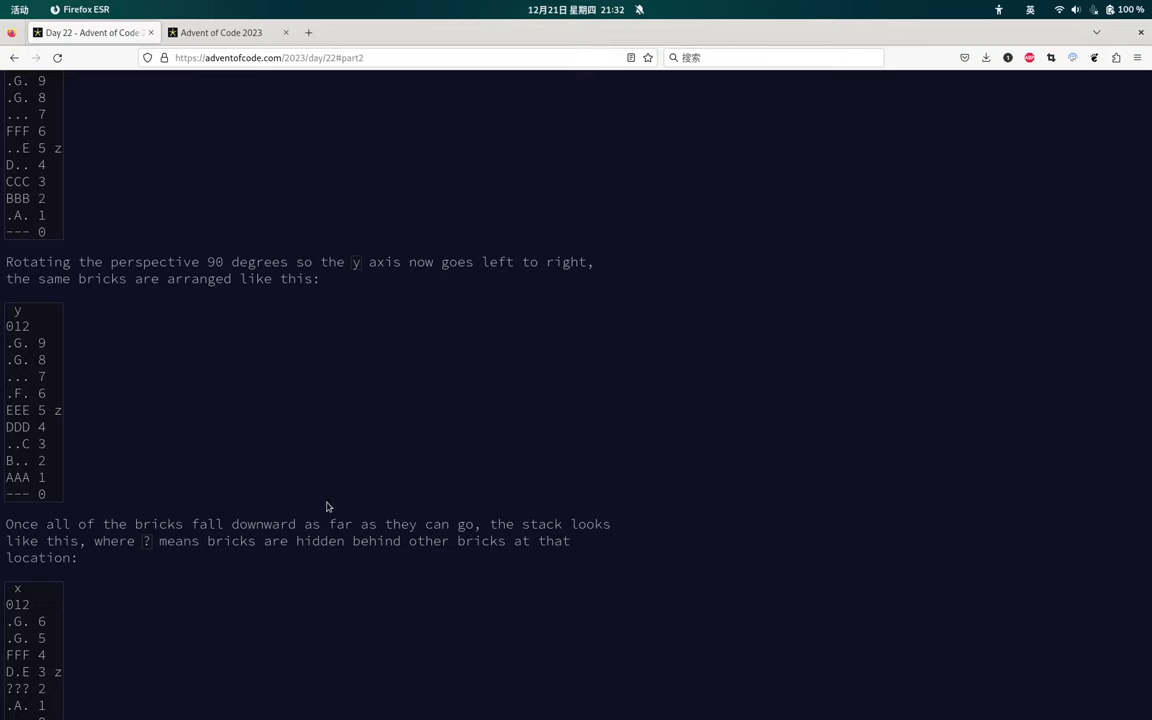 活动
Firefox ESR
12月21日 星期四 21:32
英
100 %
Day 22 - Advent of Code 2
Advent of Code 2023
https://adventofcode.com/2023/day/22#part2
搜索
.G. 9
.G. 8
... 7
FFF 6
..E 5 z
D.. 4
CCC 3
BBB 2
.A. 1
--- 0
Rotating the perspective 90 degrees so the y axis now goes left to right,
the same bricks are arranged like this:
y
012
.G. 9
.G. 8
... 7
.F. 6
EEE 5 z
DDD 4
..C 3
B.. 2
AAA 1
--- 0
Once all of the bricks fall downward as far as they can go, the stack looks
like this, where ? means bricks are hidden behind other bricks at that
location:
x
012
.G. 6
.G. 5
FFF 4
D.E 3 z
??? 2
.A. 1